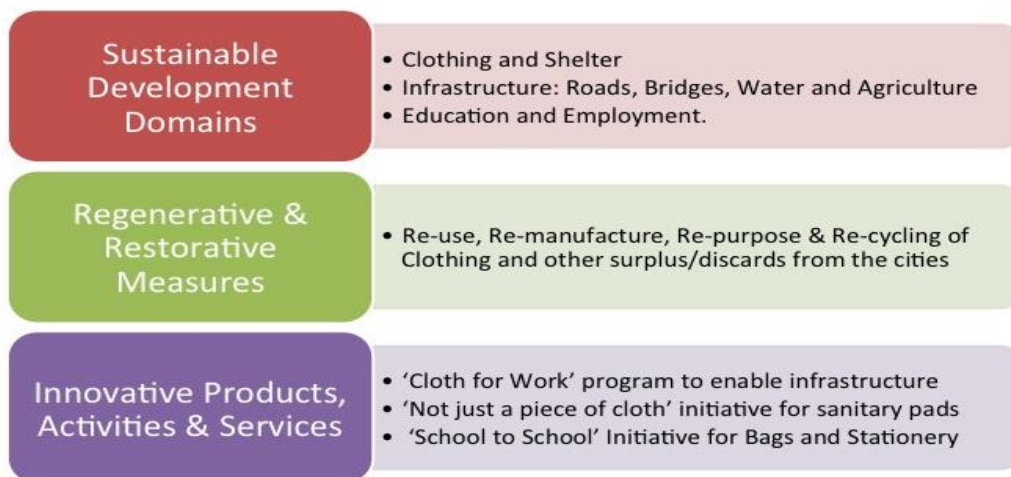 Sustainable
Development
Domains
• Clothing and Shelter
• Infrastructure: Roads, Bridges, Water and Agriculture
• Education and Employment.
Regenerative &
Restorative
Measures
• Re-use, Re-manufacture, Re-purpose & Re-cycling of
Clothing and other surplus/discards from the cities
Innovative Products,
Activities & Services
• ‘Cloth for Work’ program to enable infrastructure
• ‘Not just a piece of cloth’ initiative for sanitary pads
• ‘School to School’ Initiative for Bags and Stationery